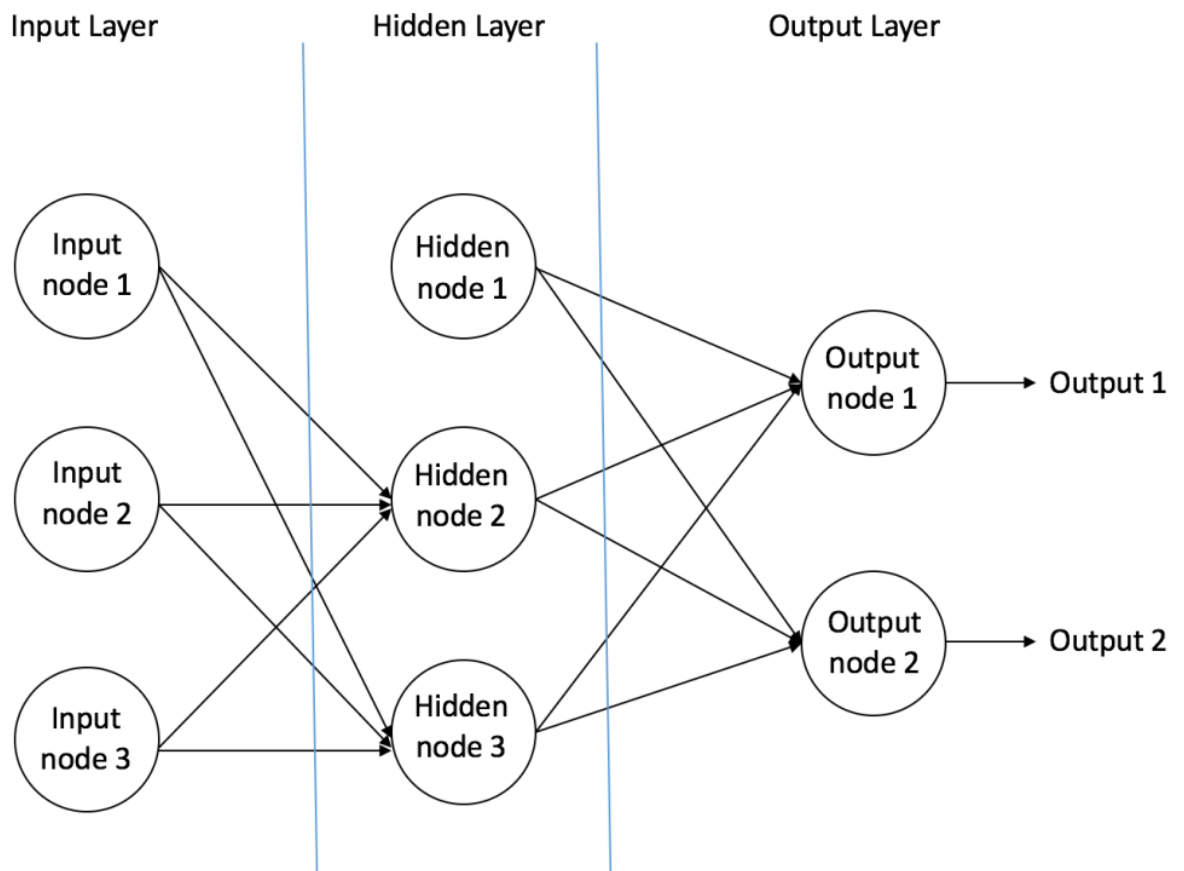 Input Layer
Hidden Layer
Output Layer
Input
node 1
Hidden
node 1
Output
node 1
Output 1
Input
node 2
Hidden
node 2
Output
node 2
Output 2
Input
node 3
Hidden
node 3